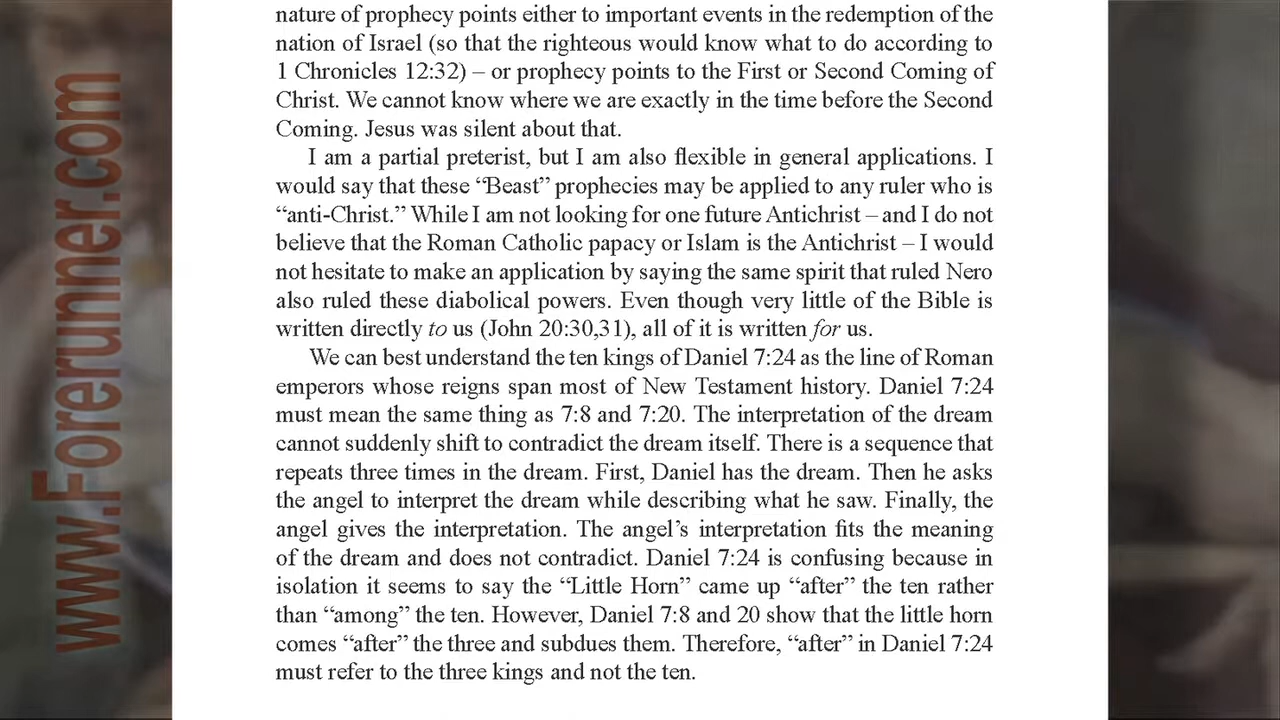 nature of prophecy points either to important events in the redemption of the
nation of Israel (so that the righteous would know what to do according to
1 Chronicles 12:32) – or prophecy points to the First or Second Coming of
Christ. We cannot know where we are exactly in the time before the Second
Coming. Jesus was silent about that.
I am a partial preterist, but I am also flexible in general applications. I
would say that these “Beast” prophecies may be applied to any ruler who is
“anti-Christ.” While I am not looking for one future Antichrist – and I do not
believe that the Roman Catholic papacy or Islam is the Antichrist – I would
not hesitate to make an application by saying the same spirit that ruled Nero
also ruled these diabolical powers. Even though very little of the Bible is
written directly to us (John 20:30,31), all of it is written for us.
We can best understand the ten kings of Daniel 7:24 as the line of Roman
emperors whose reigns span most of New Testament history. Daniel 7:24
must mean the same thing as 7:8 and 7:20. The interpretation of the dream
cannot suddenly shift to contradict the dream itself. There is a sequence that
repeats three times in the dream. First, Daniel has the dream. Then he asks
the angel to interpret the dream while describing what he saw. Finally, the
angel gives the interpretation. The angel’s interpretation fits the meaning
of the dream and does not contradict. Daniel 7:24 is confusing because in
isolation it seems to say the “Little Horn” came up “after” the ten rather
than “among” the ten. However, Daniel 7:8 and 20 show that the little horn
comes “after” the three and subdues them. Therefore, “after” in Daniel 7:24
must refer to the three kings and not the ten.
www.Forerunner.com